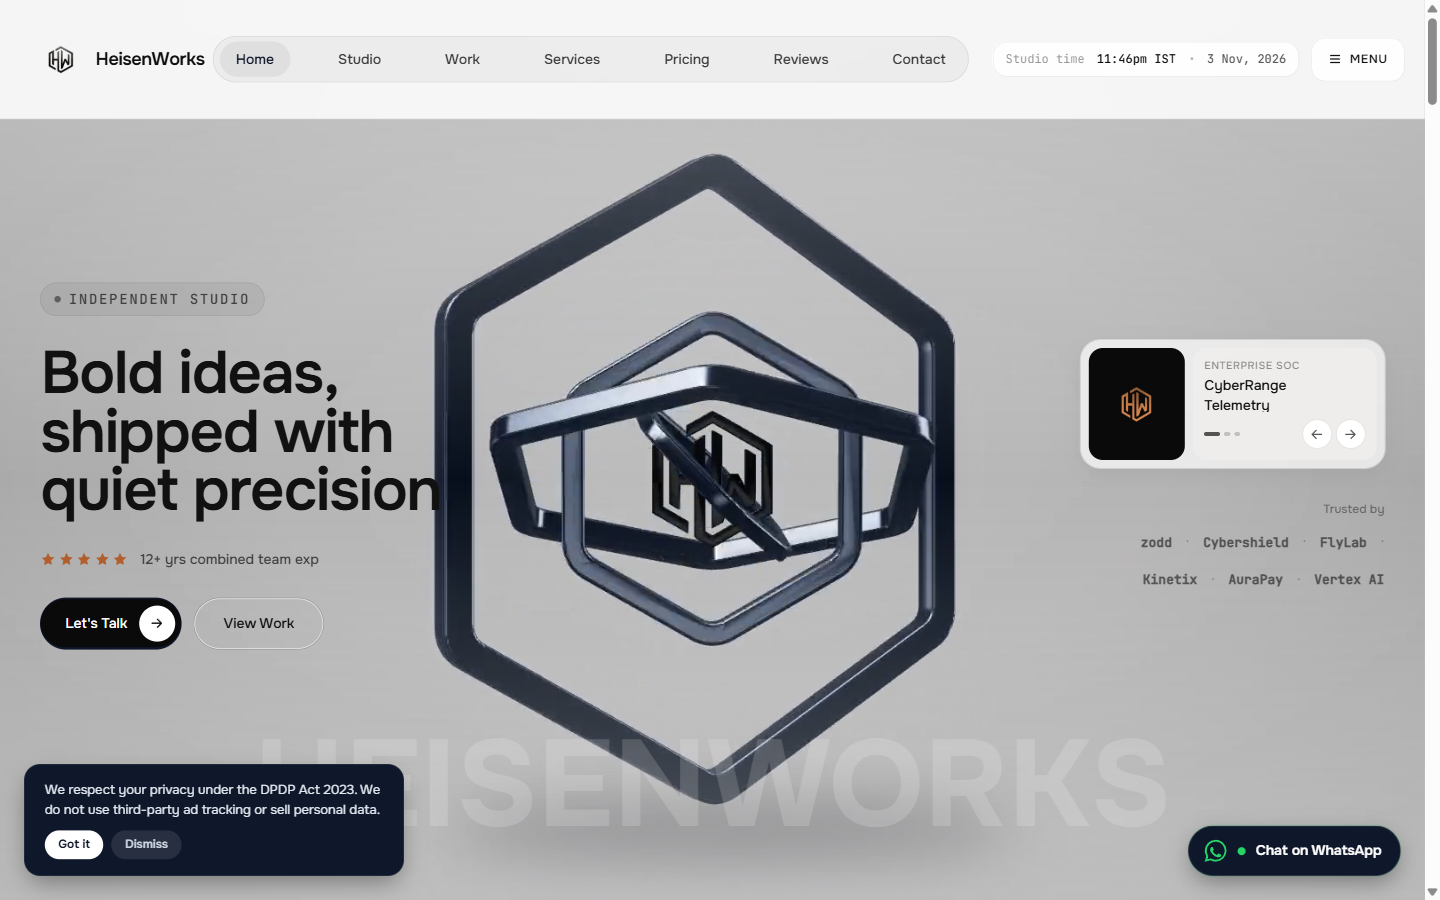 HW
HeisenWorks
Home
Studio
Work
Services
Pricing
Reviews
Contact
Studio time 11:46pm IST • 3 Nov, 2026
MENU
INDEPENDENT STUDIO
Bold ideas,
shipped with
quiet precision
12+ yrs combined team exp
Let's Talk
View Work
HW
HW
ENTERPRISE SOC
CyberRange
Telemetry
Trusted by
zodd · Cybershield · FlyLab ·
Kinetix · AuraPay · Vertex AI
HEISENWORKS
We respect your privacy under the DPDP Act 2023. We
do not use third-party ad tracking or sell personal data.
Got it
Dismiss
Chat on WhatsApp